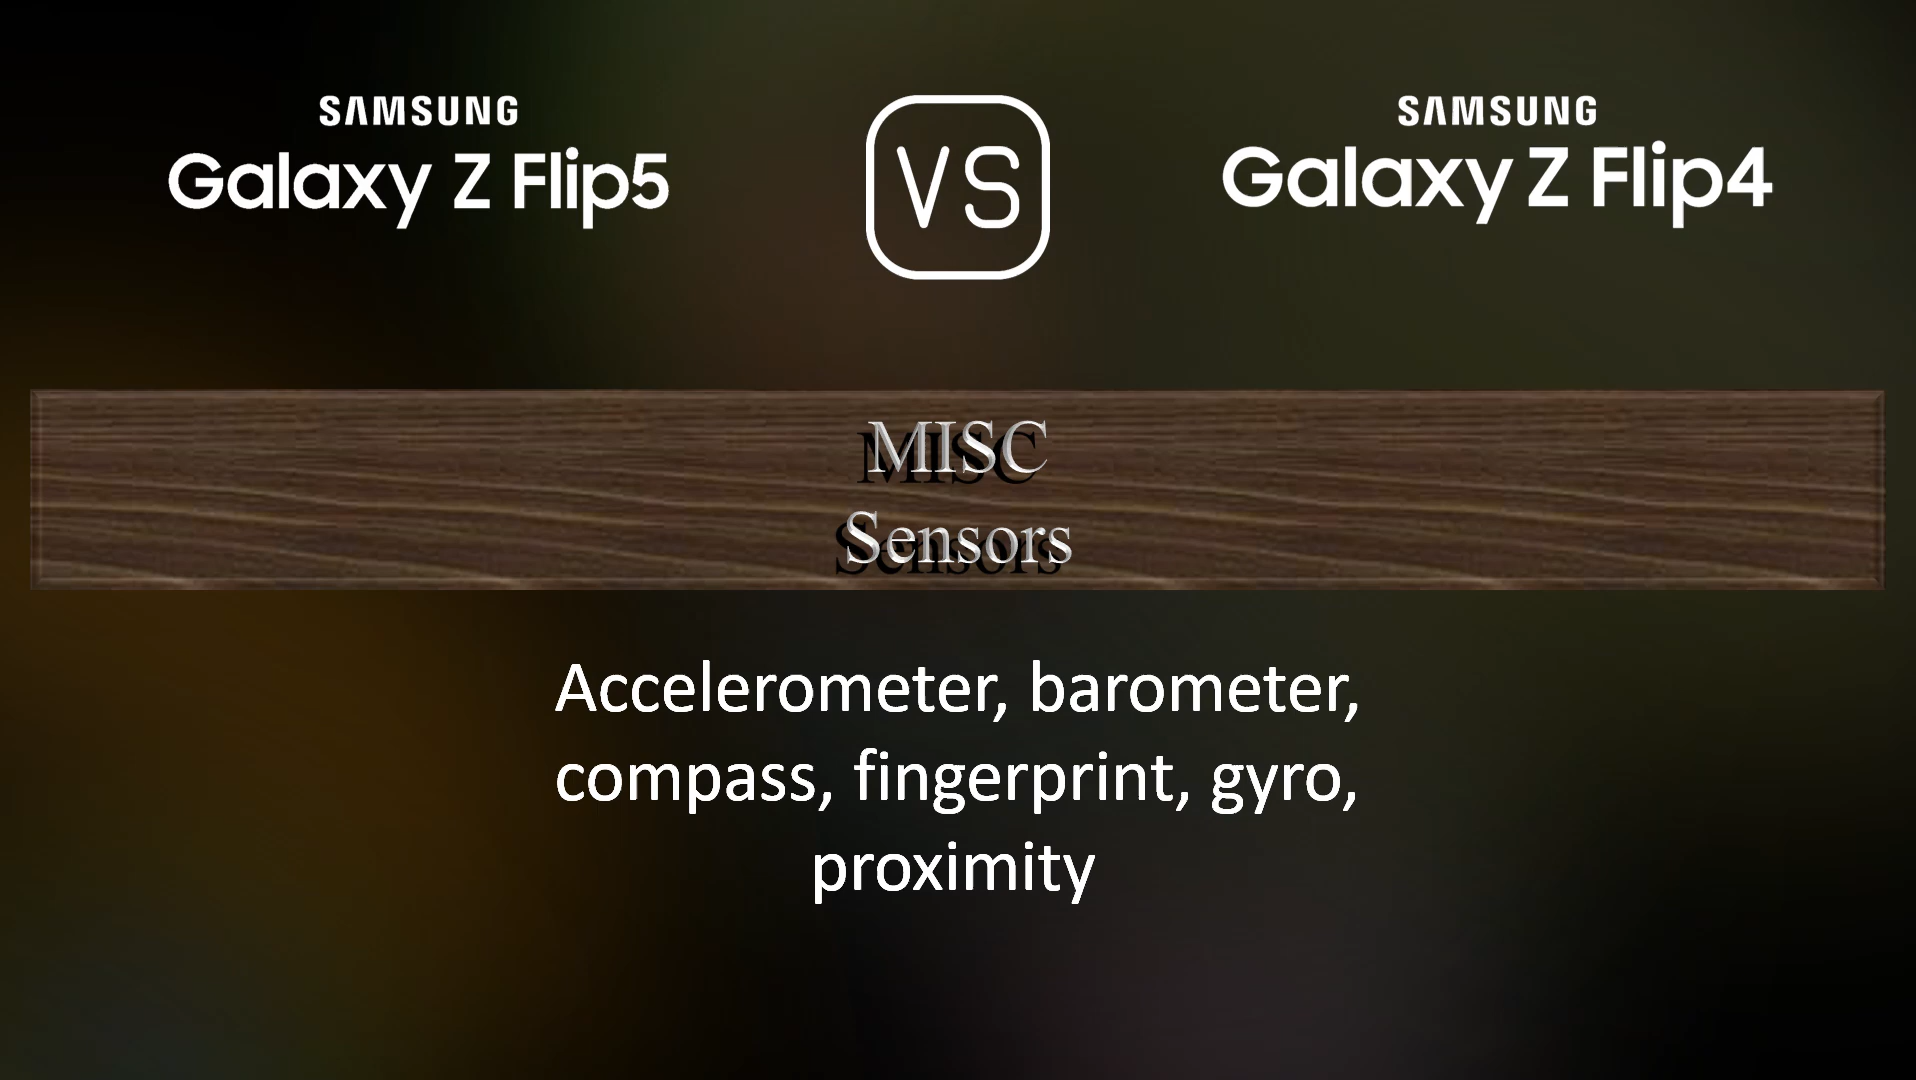 SAMSUNG
Galaxy Z Flip5
VS
SAMSUNG
Galaxy Z Flip4
MISC
Sensors
Accelerometer, barometer,
compass, fingerprint, gyro,
proximity